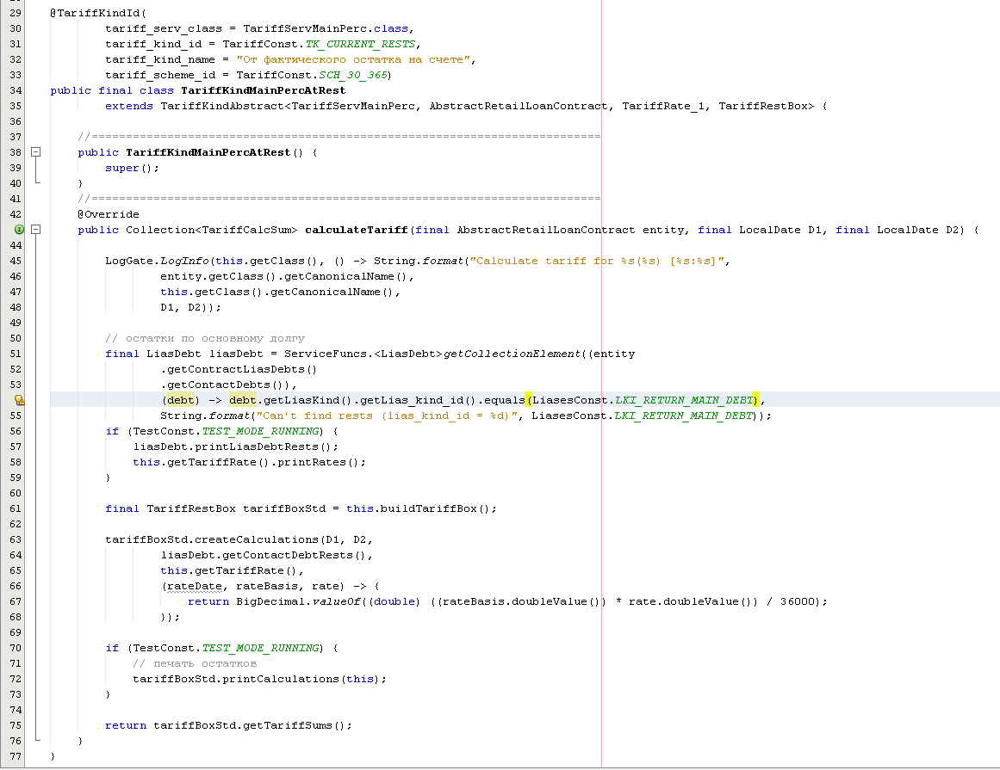 29 @TariffKindId(
30 tariff_serv_class = TariffServMainPerc.class,
31 tariff_kind_id = TariffConst.TK_CURRENT_RESTS,
32 tariff_kind_name = "От фактического остатка на счете",
33 tariff_scheme_id = TariffConst.SCH_30_365)
34 public final class TariffKindMainPercAtRest
35 extends TariffKindAbstract<TariffServMainPerc, AbstractRetailLoanContract, TariffRate_1, TariffRestBox> {
36
37 //==========================================================================
38 public TariffKindMainPercAtRest() {
39 super();
40 }
41 //==========================================================================
42 @Override
public Collection<TariffCalcSum> calculateTariff(final AbstractRetailLoanContract entity, final LocalDate D1, final LocalDate D2) {
44
45 LogGate.LogInfo(this.getClass(), () -> String.format("Calculate tariff for %s(%s) [%s:%s]",
46 entity.getClass().getCanonicalName(),
47 this.getClass().getCanonicalName(),
48 D1, D2));
49
50 // остатки по основному долгу
51 final LiasDebt liasDebt = ServiceFuncs.<LiasDebt>getCollectionElement((entity
52 .getContractLiasDebts()
53 .getContactDebts()),
(debt) -> debt.getLiasKind().getLias_kind_id().equals(LiasesConst.LKI_RETURN_MAIN_DEBT),
55 String.format("Can't find rests (lias_kind_id = %d)", LiasesConst.LKI_RETURN_MAIN_DEBT));
56 if (TestConst.TEST_MODE_RUNNING) {
57 liasDebt.printLiasDebtRests();
58 this.getTariffRate().printRates();
59 }
60
61 final TariffRestBox tariffBoxStd = this.buildTariffBox();
62
63 tariffBoxStd.createCalculations(D1, D2,
64 liasDebt.getContactDebtRests(),
65 this.getTariffRate(),
66 (rateDate, rateBasis, rate) -> {
67 return BigDecimal.valueOf((double) ((rateBasis.doubleValue()) * rate.doubleValue()) / 36000);
68 });
69
70 if (TestConst.TEST_MODE_RUNNING) {
71 // печать остатков
72 tariffBoxStd.printCalculations(this);
73 }
74
75 return tariffBoxStd.getTariffSums();
76 }
77 }